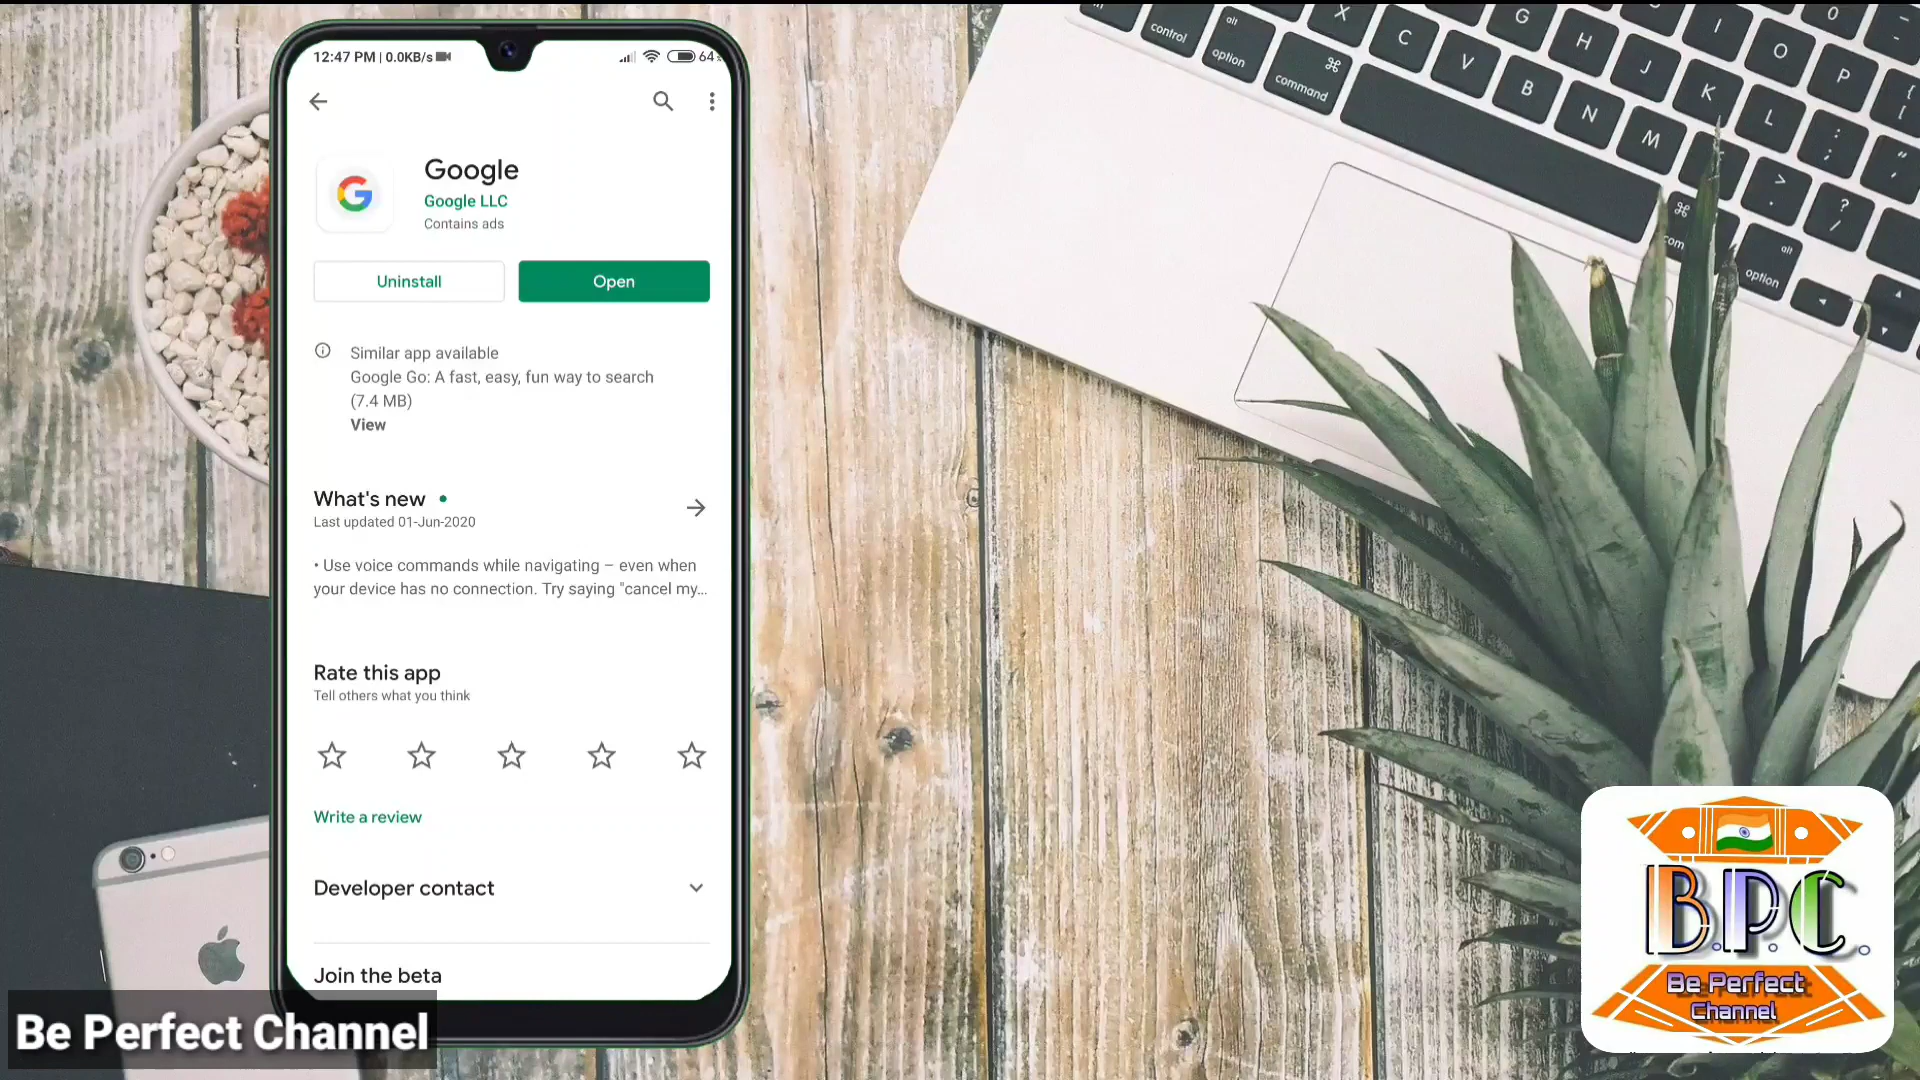 12:47 PM | 0.0KB/s
64
Google
Google LLC
Contains ads
Uninstall
Open
Similar app available
Google Go: A fast, easy, fun way to search
(7.4 MB)
View
What's new
Last updated 01-Jun-2020
• Use voice commands while navigating – even when
your device has no connection. Try saying "cancel my...
Rate this app
Tell others what you think
Write a review
Developer contact
Join the beta
control
alt
option
⌘
command
X
C
V
B
N
M
G
H
J
K
L
I
O
P
0
{
[
:
;
"
>
.
?
/
⌘
com
alt
option
B.P.C.
Be Perfect
Channel
Be Perfect Channel